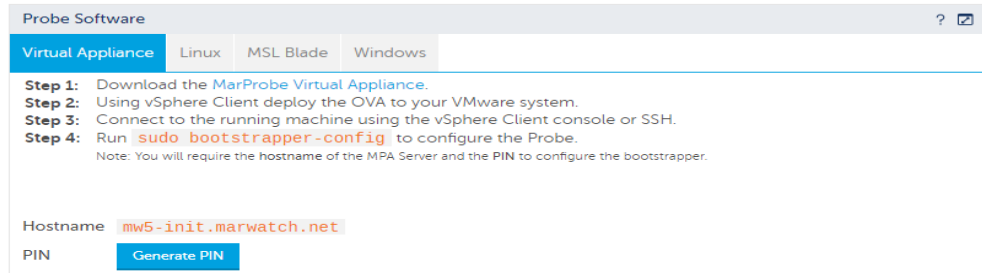 Probe Software ?
Virtual Appliance Linux MSL Blade Windows
Step 1: Download the MarProbe Virtual Appliance.
Step 2: Using vSphere Client deploy the OVA to your VMware system.
Step 3: Connect to the running machine using the vSphere Client console or SSH.
Step 4: Run sudo bootstrapper-config to configure the Probe.
Note: You will require the hostname of the MPA Server and the PIN to configure the bootstrapper.
Hostname mw5-init.marwatch.net
PIN Generate PIN